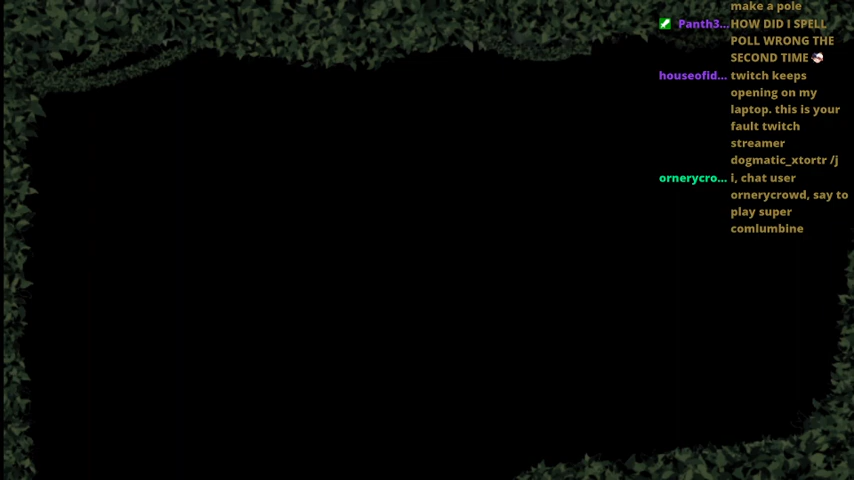 make a pole
Panth3... HOW DID I SPELL
POLL WRONG THE
SECOND TIME
houseofid... twitch keeps
opening on my
laptop. this is your
fault twitch
streamer
dogmatic_xtortr /j
ornerycro... i, chat user
ornerycrowd, say to
play super
comlumbine